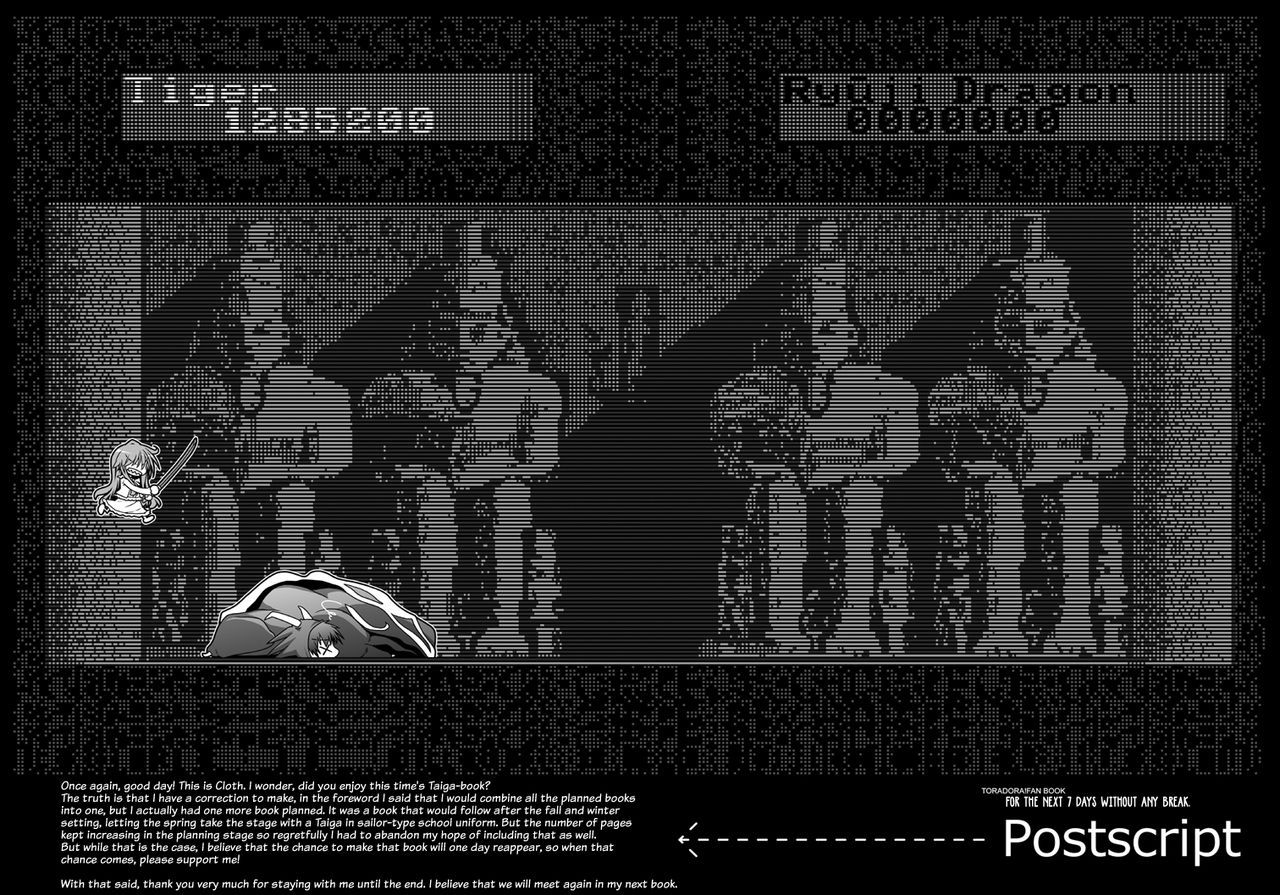 Tiger
1285200
Ryūji Dragon
0000000
Once again, good day! This is Cloth. I wonder, did you enjoy this time's Taiga-book?
The truth is that I have a correction to make, in the foreword I said that I would combine all the planned books
into one, but I actually had one more book planned. It was a book that would follow after the fall and winter
setting, letting the spring take the stage with a Taiga in sailor-type school uniform. But the number of pages
kept increasing in the planning stage so regretfully I had to abandon my hope of including that as well.
But while that is the case, I believe that the chance to make that book will one day reappear, so when that
chance comes, please support me!
With that said, thank you very much for staying with me until the end. I believe that we will meet again in my next book.
TORADORAIFAN BOOK
FOR THE NEXT 7 DAYS WITHOUT ANY BREAK.
Postscript